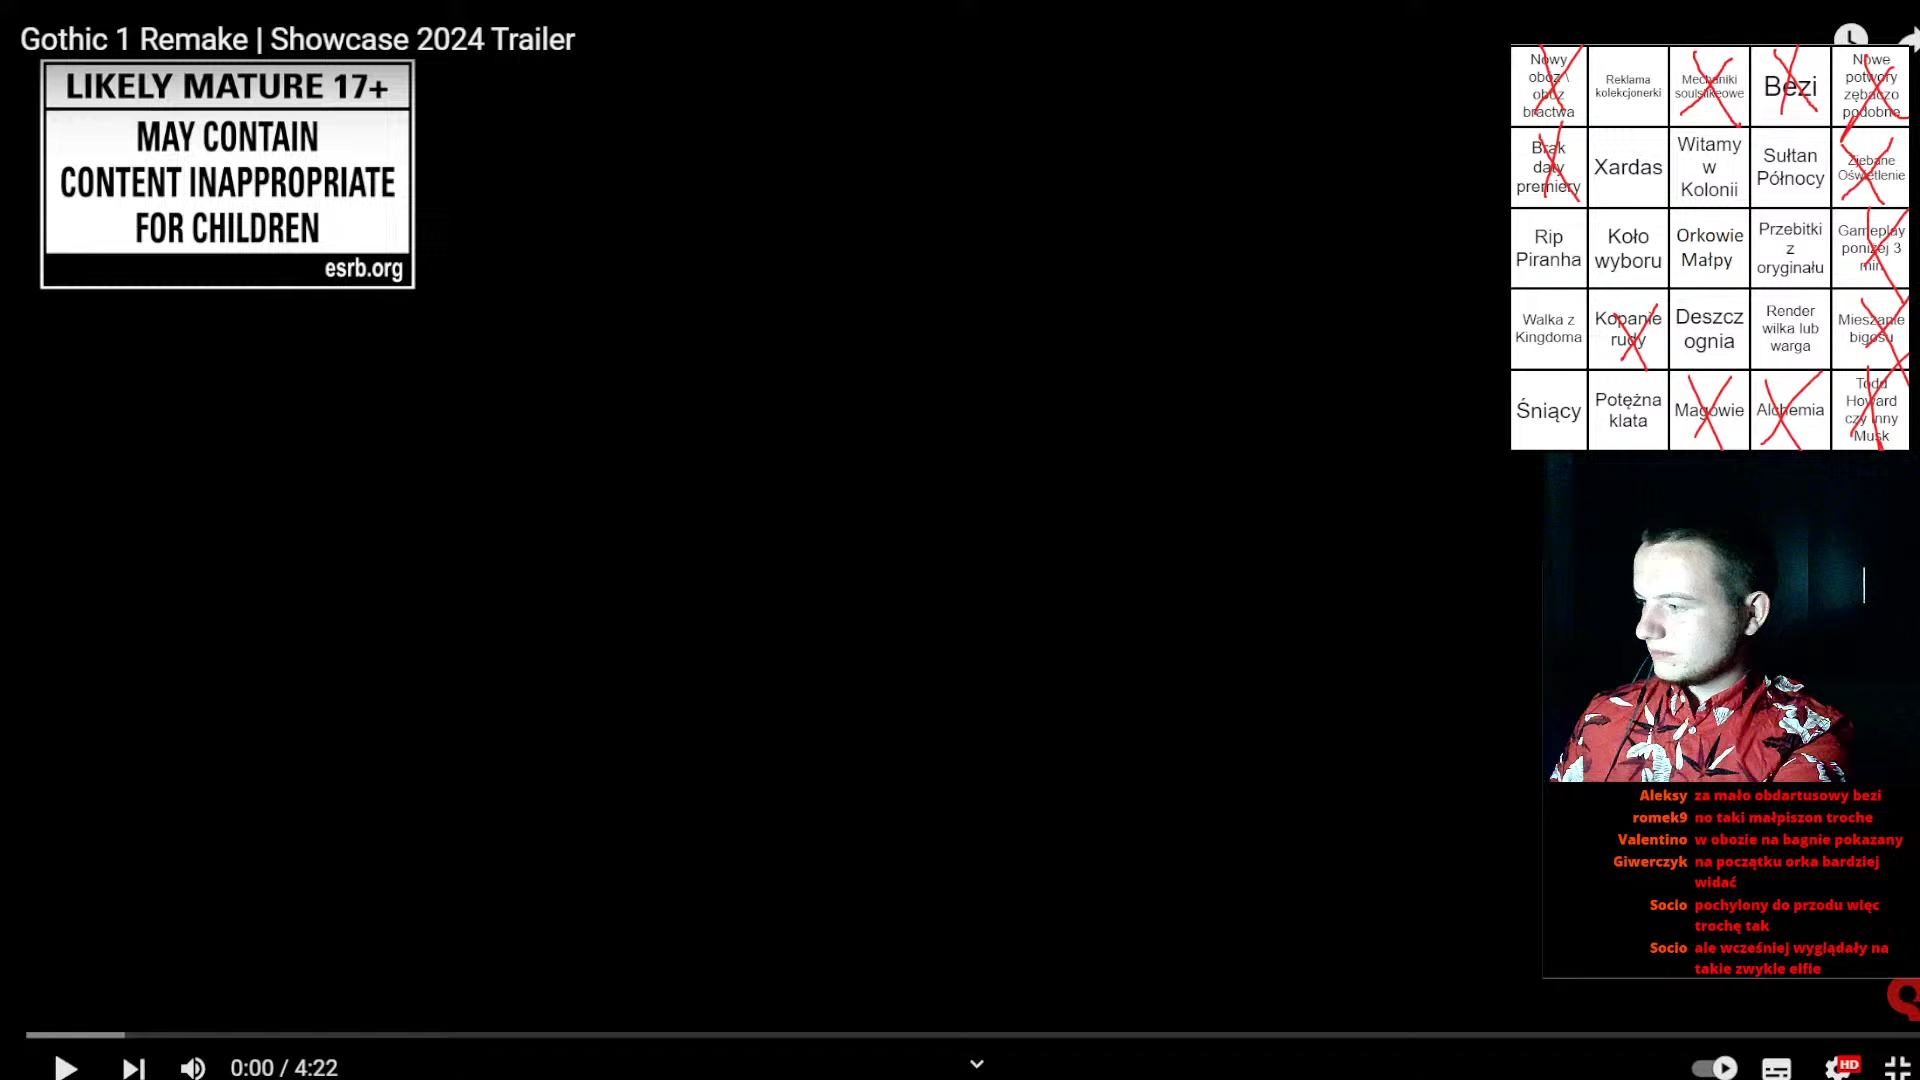 Gothic 1 Remake | Showcase 2024 Trailer
LIKELY MATURE 17+
MAY CONTAIN
CONTENT INAPPROPRIATE
FOR CHILDREN
esrb.org
Nowy
obóz \
obóz
bractwa
Reklama
kolekcjonerki
Mechaniki
soulslikeowe
Bezi
Nowe
potwory
zębaczo
podobne
Brak
daty
premiery
Xardas
Witamy
w
Kolonii
Sułtan
Północy
Zjebane
Oświetlenie
Rip
Piranha
Koło
wyboru
Orkowie
Małpy
Przebitki
z
oryginału
Gameplay
poniżej 3
min
Walka z
Kingdoma
Kopanie
rudy
Deszcz
ognia
Render
wilka lub
warga
Mieszanie
bigosu
Śniący
Potężna
klata
Magowie
Alchemia
Todd
Howard
czy inny
Musk
Aleksy za mało obdartusowy bezi
romek9 no taki małpiszon troche
Valentino w obozie na bagnie pokazany
Giwerczyk na początku orka bardziej
widać
Socio pochylony do przodu więc
trochę tak
Socio ale wcześniej wyglądały na
takie zwykle elfie
0:00 / 4:22
HD